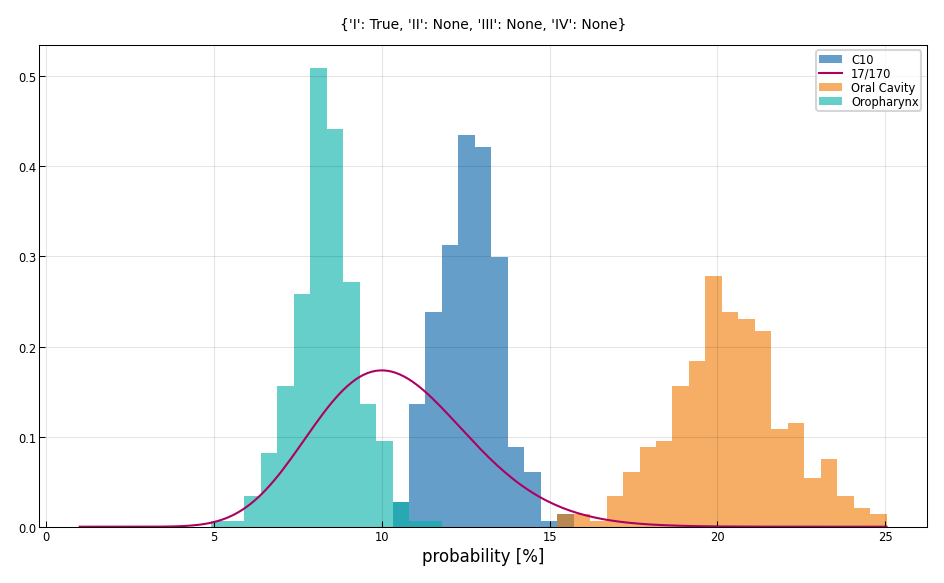 {'I': True, 'II': None, 'III': None, 'IV': None}
C10
17/170
Oral Cavity
Oropharynx
0.5
0.4
0.3
0.2
0.1
0.0
0 5 10 15 20 25
probability [%]